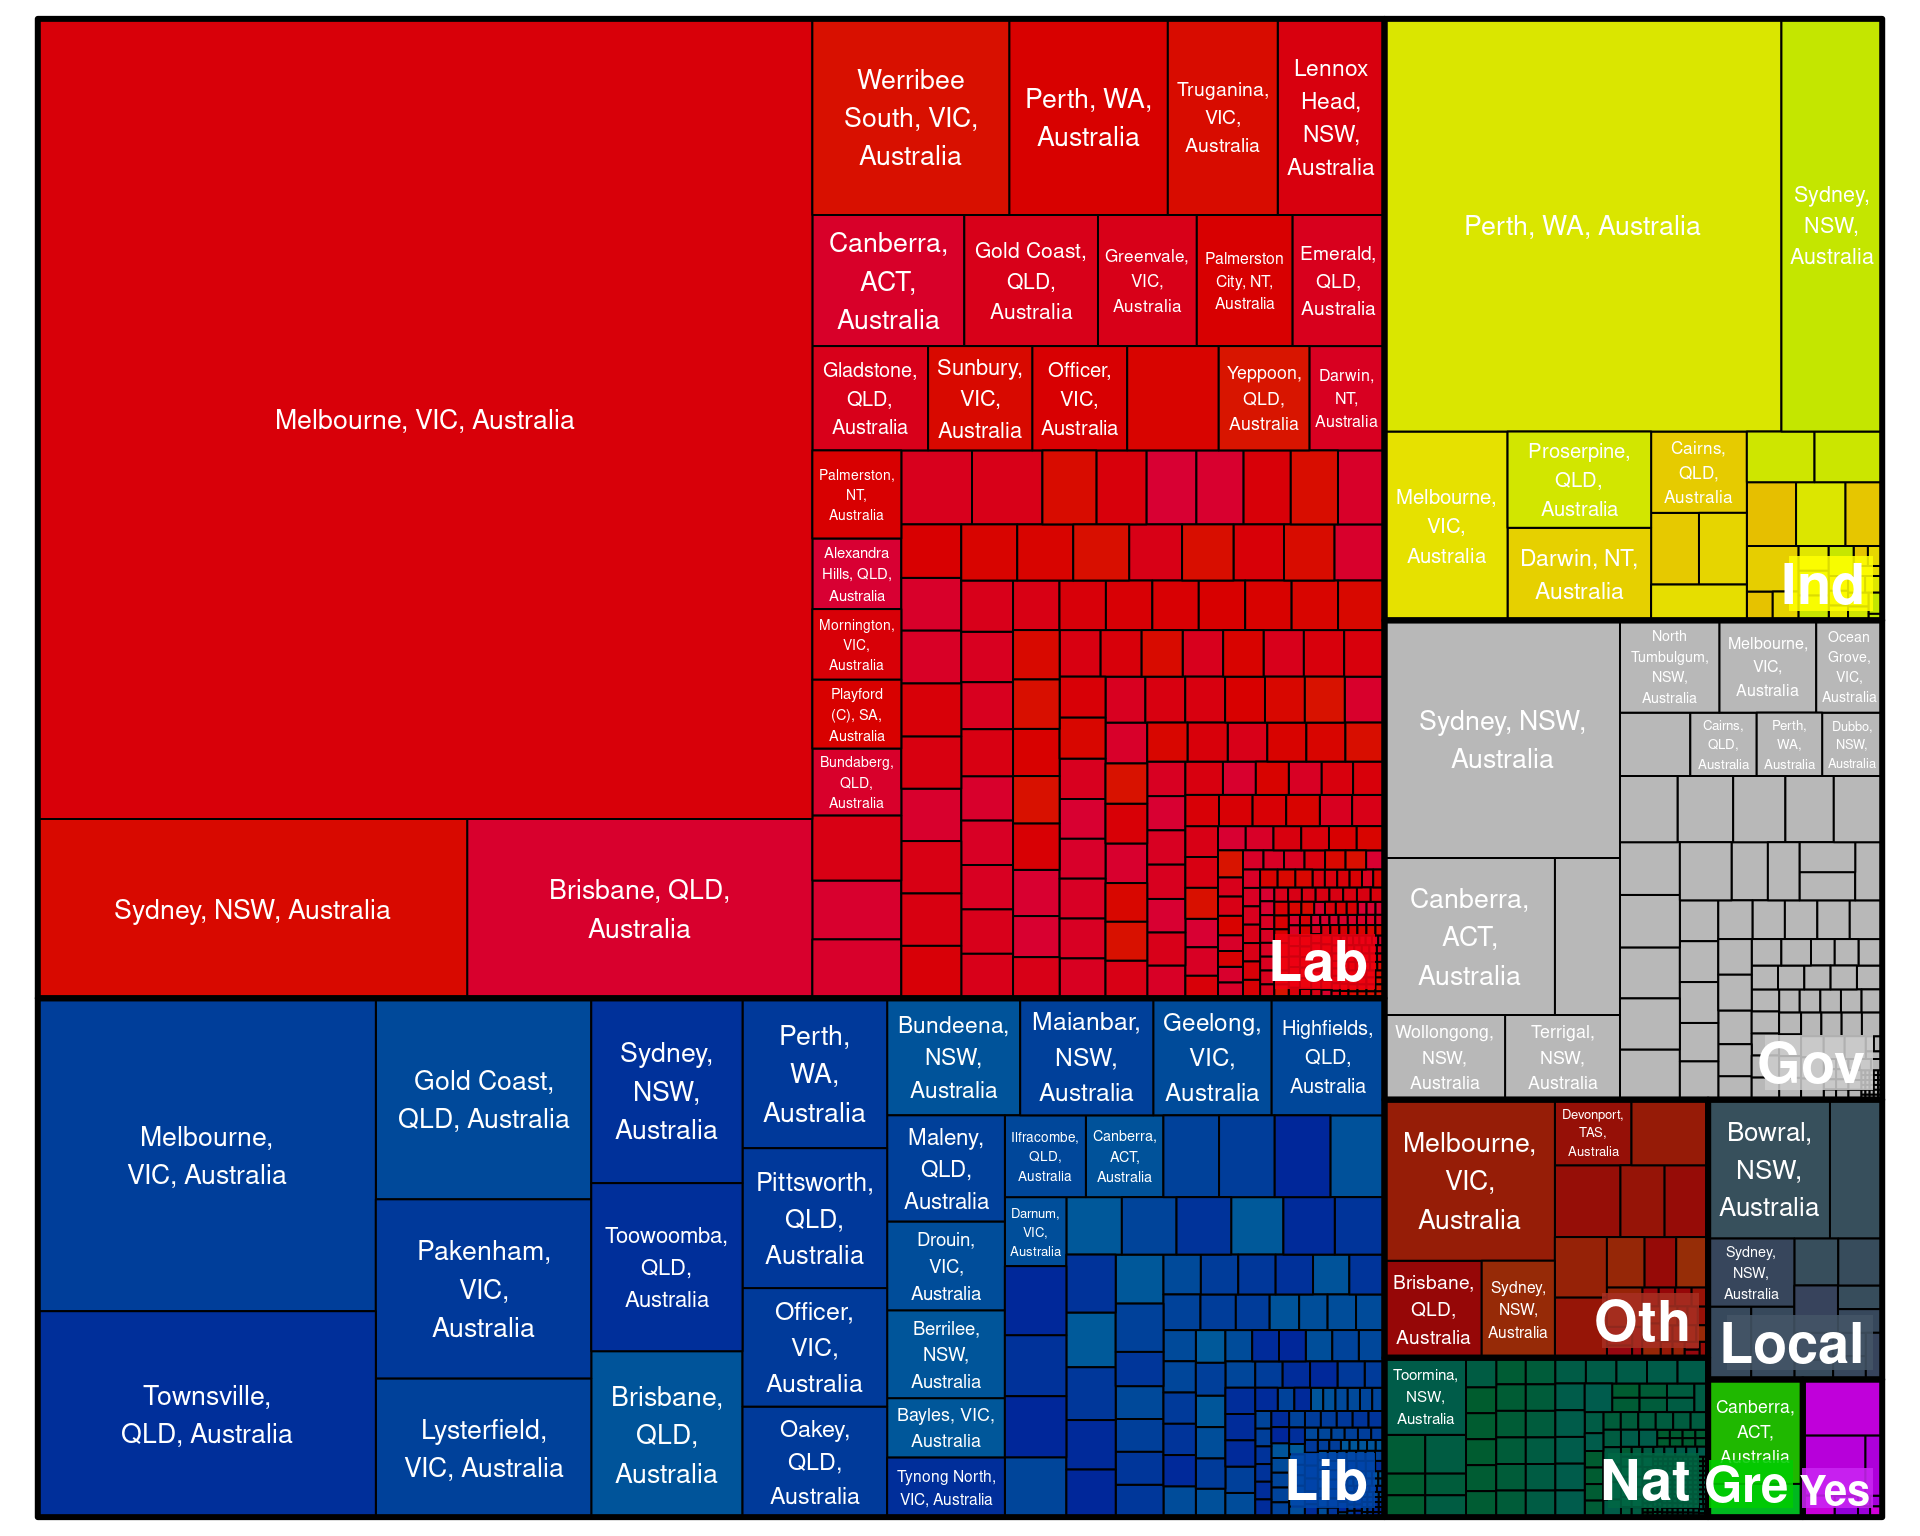 Melbourne, VIC, Australia
Sydney, NSW, Australia
Brisbane, QLD,
Australia
Werribee
South, VIC,
Australia
Perth, WA,
Australia
Truganina,
VIC,
Australia
Lennox
Head,
NSW,
Australia
Canberra,
ACT,
Australia
Gold Coast,
QLD,
Australia
Greenvale,
VIC,
Australia
Palmerston
City, NT,
Australia
Emerald,
QLD,
Australia
Gladstone,
QLD,
Australia
Sunbury,
VIC,
Australia
Officer,
VIC,
Australia
Yeppoon,
QLD,
Australia
Darwin,
NT,
Australia
Palmerston,
NT,
Australia
Alexandra
Hills, QLD,
Australia
Mornington,
VIC,
Australia
Playford
(C), SA,
Australia
Bundaberg,
QLD,
Australia
Lab
Perth, WA, Australia
Sydney,
NSW,
Australia
Melbourne,
VIC,
Australia
Proserpine,
QLD,
Australia
Darwin, NT,
Australia
Cairns,
QLD,
Australia
Ind
Sydney, NSW,
Australia
Canberra,
ACT,
Australia
Wollongong,
NSW,
Australia
Terrigal,
NSW,
Australia
North
Tumbulgum,
NSW,
Australia
Melbourne,
VIC,
Australia
Ocean
Grove,
VIC,
Australia
Cairns,
QLD,
Australia
Perth,
WA,
Australia
Dubbo,
NSW,
Australia
Gov
Melbourne,
VIC, Australia
Townsville,
QLD, Australia
Gold Coast,
QLD, Australia
Pakenham,
VIC,
Australia
Lysterfield,
VIC, Australia
Sydney,
NSW,
Australia
Toowoomba,
QLD,
Australia
Brisbane,
QLD,
Australia
Perth,
WA,
Australia
Pittsworth,
QLD,
Australia
Officer,
VIC,
Australia
Oakey,
QLD,
Australia
Bundeena,
NSW,
Australia
Maianbar,
NSW,
Australia
Geelong,
VIC,
Australia
Highfields,
QLD,
Australia
Maleny,
QLD,
Australia
Drouin,
VIC,
Australia
Berrilee,
NSW,
Australia
Bayles, VIC,
Australia
Tynong North,
VIC, Australia
Ilfracombe,
QLD,
Australia
Canberra,
ACT,
Australia
Darnum,
VIC,
Australia
Lib
Melbourne,
VIC,
Australia
Brisbane,
QLD,
Australia
Sydney,
NSW,
Australia
Devonport,
TAS,
Australia
Oth
Bowral,
NSW,
Australia
Sydney,
NSW,
Australia
Local
Toormina,
NSW,
Australia
Nat
Canberra,
ACT,
Australia
Gre
Yes